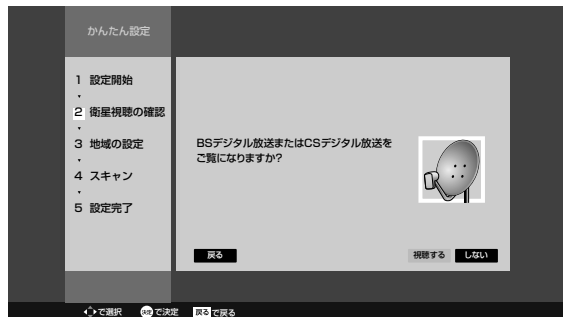 かんたん設定
1 設定開始
2 衛星視聴の確認
3 地域の設定
4 スキャン
5 設定完了
BSデジタル放送またはCSデジタル放送を
ご覧になりますか?
戻る 視聴する しない
で選択 決定 で決定 戻る で戻る